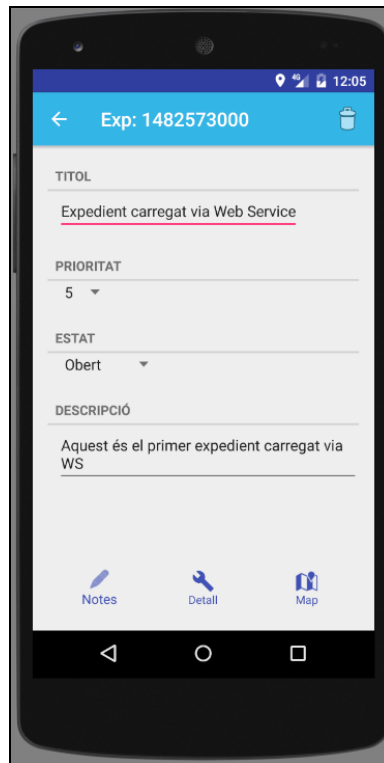 4G 12:05
Exp: 1482573000
TITOL
Expedient carregat via Web Service
PRIORITAT
5
ESTAT
Obert
DESCRIPCIÓ
Aquest és el primer expedient carregat via
WS
Notes Detall Map